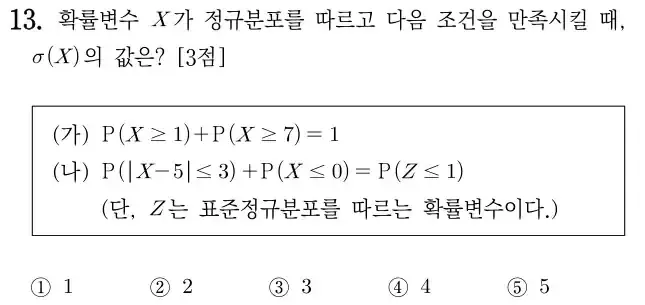 13. 확률변수 X가 정규분포를 따르고 다음 조건을 만족시킬 때,
σ(X)의 값은? [3점]
(가) P(X ≥ 1)+P(X ≥ 7) = 1
(나) P(|X-5| ≤ 3)+P(X ≤ 0) = P(Z ≤ 1)
(단, Z는 표준정규분포를 따르는 확률변수이다.)
① 1 ② 2 ③ 3 ④ 4 ⑤ 5